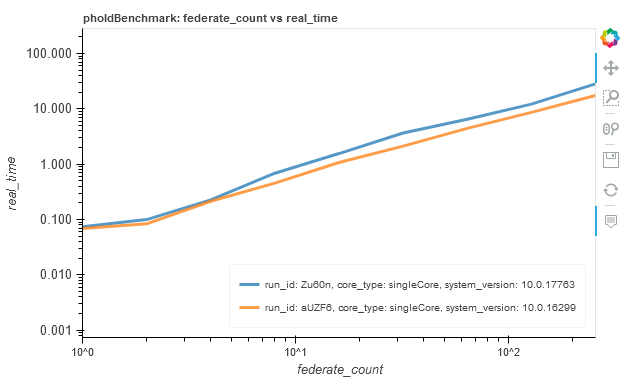 pholdBenchmark: federate_count vs real_time
100.000
10.000
1.000
0.100
0.010
0.001
real_time
run_id: Zu60n, core_type: singleCore, system_version: 10.0.17763
run_id: aUZF6, core_type: singleCore, system_version: 10.0.16299
10^0
10^1
10^2
federate_count